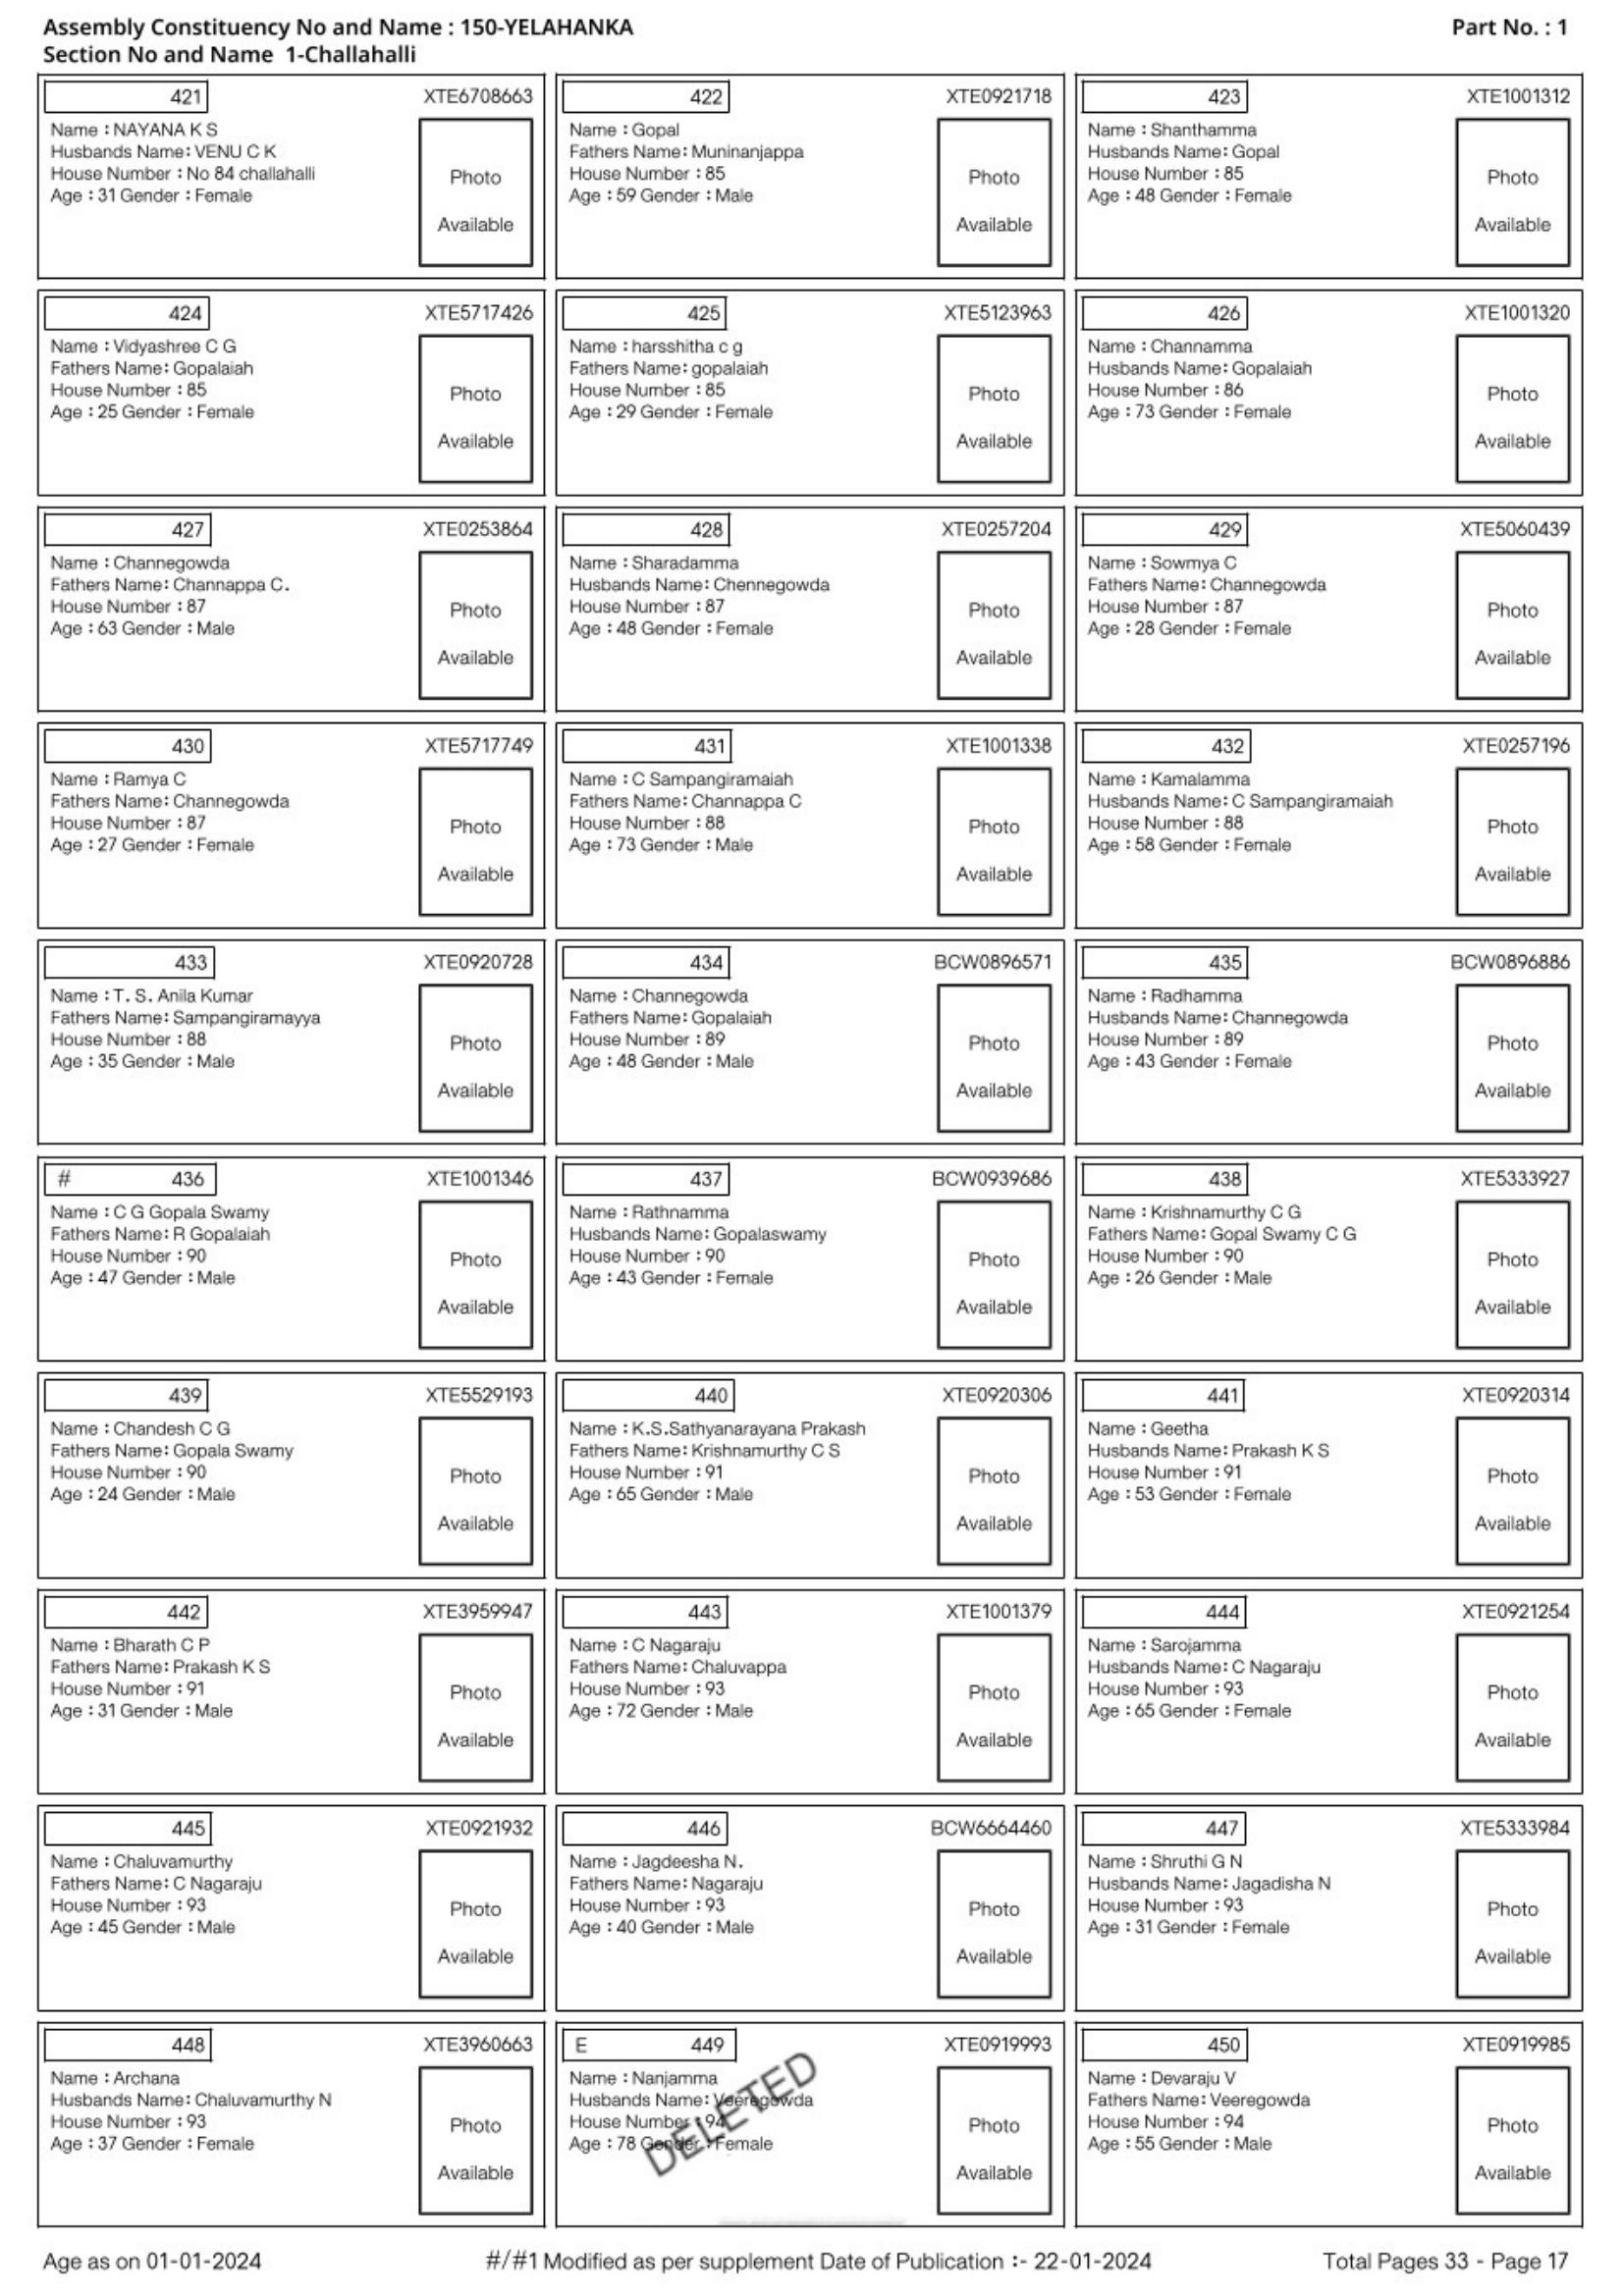 Assembly Constituency No and Name : 150-YELAHANKA
Part No. : 1
Section No and Name 1-Challahalli
421 XTE6708663
Name : NAYANA K S
Husbands Name: VENU C K
House Number : No 84 challahalli
Age : 31 Gender : Female
Photo
Available
422 XTE0921718
Name : Gopal
Fathers Name: Muninanjappa
House Number : 85
Age : 59 Gender : Male
Photo
Available
423 XTE1001312
Name : Shanthamma
Husbands Name: Gopal
House Number : 85
Age : 48 Gender : Female
Photo
Available
424 XTE5717426
Name : Vidyashree C G
Fathers Name: Gopalaiah
House Number : 85
Age : 25 Gender : Female
Photo
Available
425 XTE5123963
Name : harsshitha c g
Fathers Name: gopalaiah
House Number : 85
Age : 29 Gender : Female
Photo
Available
426 XTE1001320
Name : Channamma
Husbands Name: Gopalaiah
House Number : 86
Age : 73 Gender : Female
Photo
Available
427 XTE0253864
Name : Channegowda
Fathers Name: Channappa C.
House Number : 87
Age : 63 Gender : Male
Photo
Available
428 XTE0257204
Name : Sharadamma
Husbands Name: Chennegowda
House Number : 87
Age : 48 Gender : Female
Photo
Available
429 XTE5060439
Name : Sowmya C
Fathers Name: Channegowda
House Number : 87
Age : 28 Gender : Female
Photo
Available
430 XTE5717749
Name : Ramya C
Fathers Name: Channegowda
House Number : 87
Age : 27 Gender : Female
Photo
Available
431 XTE1001338
Name : C Sampangiramaiah
Fathers Name: Channappa C
House Number : 88
Age : 73 Gender : Male
Photo
Available
432 XTE0257196
Name : Kamalamma
Husbands Name: C Sampangiramaiah
House Number : 88
Age : 58 Gender : Female
Photo
Available
433 XTE0920728
Name : T. S. Anila Kumar
Fathers Name: Sampangiramayya
House Number : 88
Age : 35 Gender : Male
Photo
Available
434 BCW0896571
Name : Channegowda
Fathers Name: Gopalaiah
House Number : 89
Age : 48 Gender : Male
Photo
Available
435 BCW0896886
Name : Radhamma
Husbands Name: Channegowda
House Number : 89
Age : 43 Gender : Female
Photo
Available
# 436 XTE1001346
Name : C G Gopala Swamy
Fathers Name: R Gopalaiah
House Number : 90
Age : 47 Gender : Male
Photo
Available
437 BCW0939686
Name : Rathnamma
Husbands Name: Gopalaswamy
House Number : 90
Age : 43 Gender : Female
Photo
Available
438 XTE5333927
Name : Krishnamurthy C G
Fathers Name: Gopal Swamy C G
House Number : 90
Age : 26 Gender : Male
Photo
Available
439 XTE5529193
Name : Chandesh C G
Fathers Name: Gopala Swamy
House Number : 90
Age : 24 Gender : Male
Photo
Available
440 XTE0920306
Name : K.S.Sathyanarayana Prakash
Fathers Name: Krishnamurthy C S
House Number : 91
Age : 65 Gender : Male
Photo
Available
441 XTE0920314
Name : Geetha
Husbands Name: Prakash K S
House Number : 91
Age : 53 Gender : Female
Photo
Available
442 XTE3959947
Name : Bharath C P
Fathers Name: Prakash K S
House Number : 91
Age : 31 Gender : Male
Photo
Available
443 XTE1001379
Name : C Nagaraju
Fathers Name: Chaluvappa
House Number : 93
Age : 72 Gender : Male
Photo
Available
444 XTE0921254
Name : Sarojamma
Husbands Name: C Nagaraju
House Number : 93
Age : 65 Gender : Female
Photo
Available
445 XTE0921932
Name : Chaluvamurthy
Fathers Name: C Nagaraju
House Number : 93
Age : 45 Gender : Male
Photo
Available
446 BCW6664460
Name : Jagdeesha N.
Fathers Name: Nagaraju
House Number : 93
Age : 40 Gender : Male
Photo
Available
447 XTE5333984
Name : Shruthi G N
Husbands Name: Jagadisha N
House Number : 93
Age : 31 Gender : Female
Photo
Available
448 XTE3960663
Name : Archana
Husbands Name: Chaluvamurthy N
House Number : 93
Age : 37 Gender : Female
Photo
Available
E 449 XTE0919993
Name : Nanjamma
Husbands Name: Veeregowda
House Number : 94
Age : 78 Gender : Female
DELETED
Photo
Available
450 XTE0919985
Name : Devaraju V
Fathers Name: Veeregowda
House Number : 94
Age : 55 Gender : Male
Photo
Available
Age as on 01-01-2024
#/#1 Modified as per supplement Date of Publication :- 22-01-2024
Total Pages 33 - Page 17